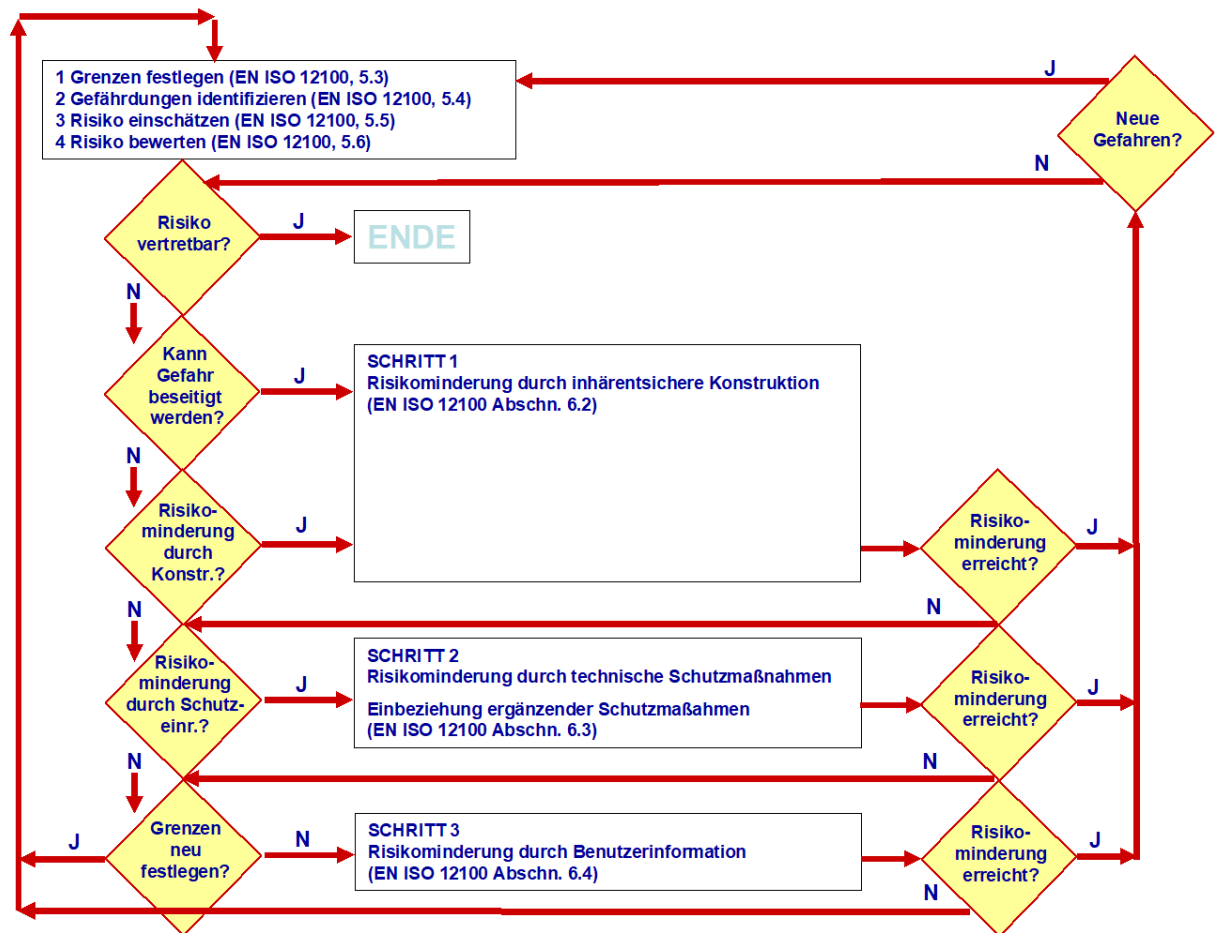 1 Grenzen festlegen (EN ISO 12100, 5.3)
2 Gefährdungen identifizieren (EN ISO 12100, 5.4)
3 Risiko einschätzen (EN ISO 12100, 5.5)
4 Risiko bewerten (EN ISO 12100, 5.6)
J
Neue
Gefahren?
N
Risiko
vertretbar?
J
ENDE
N
Kann
Gefahr
beseitigt
werden?
J
SCHRITT 1
Risikominderung durch inhärentsichere Konstruktion
(EN ISO 12100 Abschn. 6.2)
N
Risiko-
minderung
durch
Konstr.?
J
Risiko-
minderung
erreicht?
J
N
N
Risiko-
minderung
durch Schutz-
einr.?
J
SCHRITT 2
Risikominderung durch technische Schutzmaßnahmen
Einbeziehung ergänzender Schutzmaßahmen
(EN ISO 12100 Abschn. 6.3)
Risiko-
minderung
erreicht?
J
N
N
Grenzen
neu
festlegen?
J
N
SCHRITT 3
Risikominderung durch Benutzerinformation
(EN ISO 12100 Abschn. 6.4)
Risiko-
minderung
erreicht?
J
N